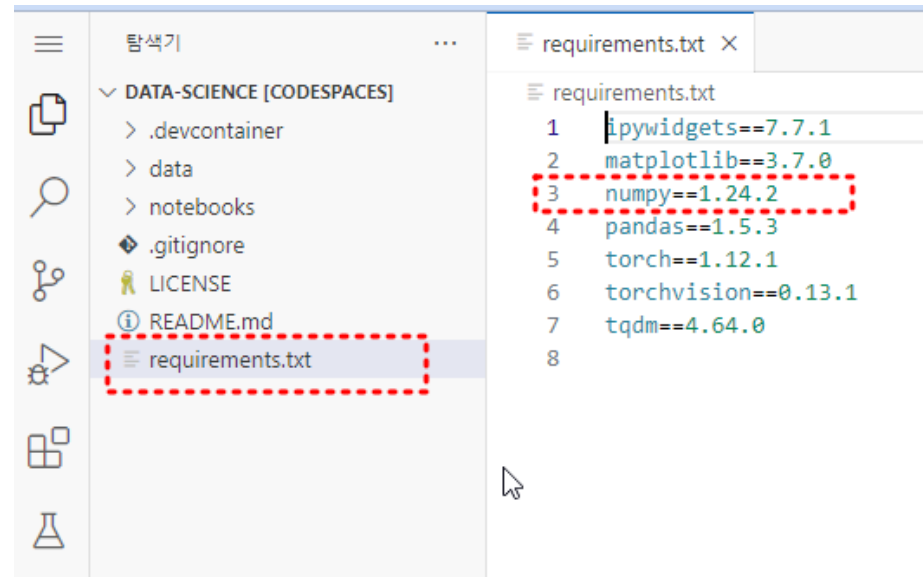 탐색기 ...
DATA-SCIENCE [CODESPACES]
.devcontainer
data
notebooks
.gitignore
LICENSE
README.md
requirements.txt
requirements.txt
requirements.txt
1 ipywidgets==7.7.1
2 matplotlib==3.7.0
3 numpy==1.24.2
4 pandas==1.5.3
5 torch==1.12.1
6 torchvision==0.13.1
7 tqdm==4.64.0
8